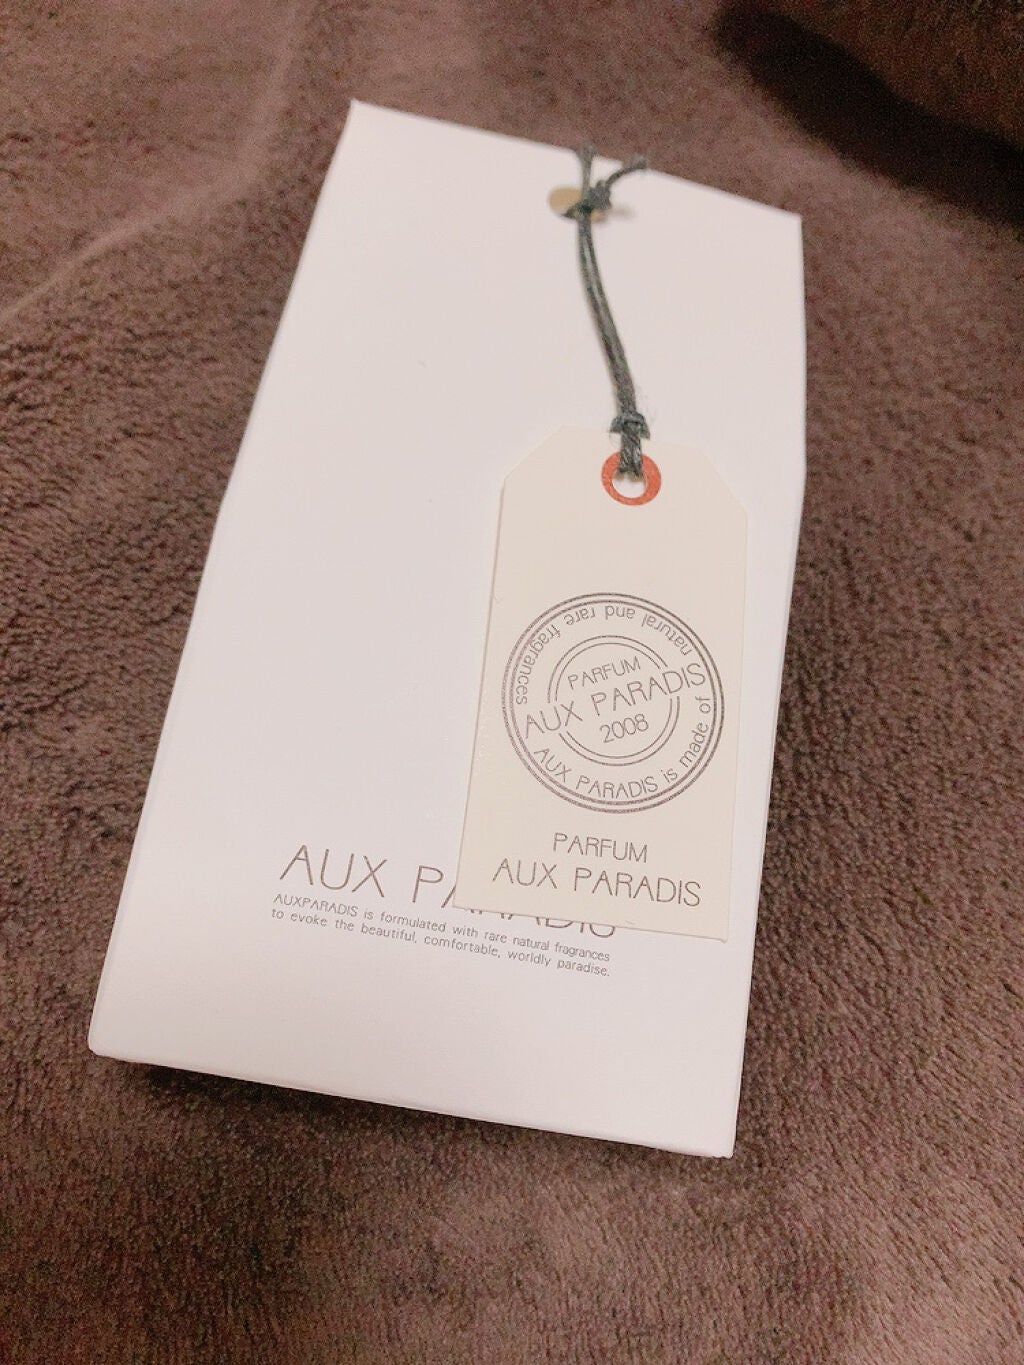 natural and rare fragrances
PARFUM
AUX PARADIS
2008
AUX PARADIS is made of
PARFUM
AUX PARADIS
AUX PARADIS
AUXPARADIS is formulated with rare natural fragrances
to evoke the beautiful, comfortable, worldly paradise.